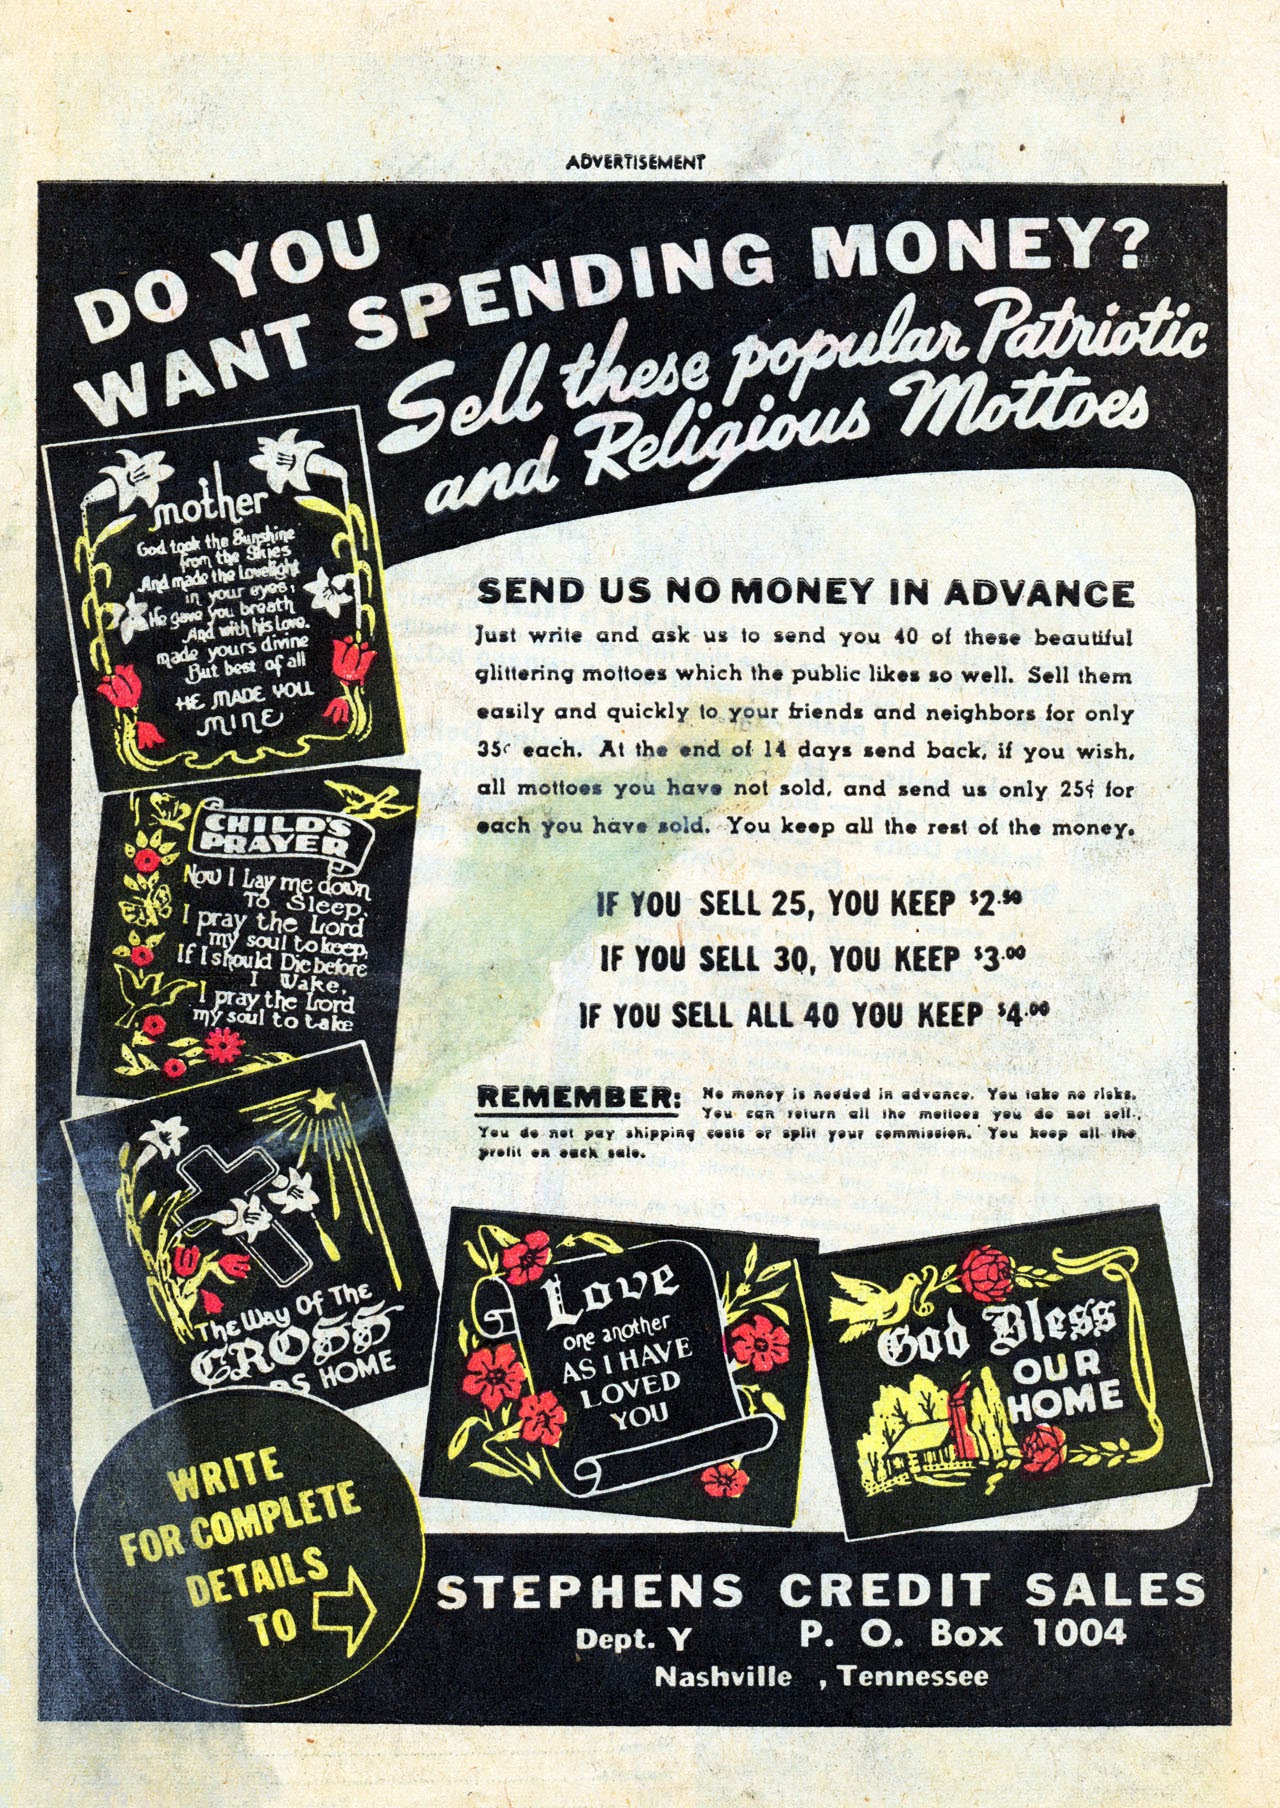 ADVERTISEMENT
DO YOU
WANT SPENDING MONEY?
Sell these popular Patriotic
and Religious Mottoes
mother
God took the Sunshine
from the Skies
And made the Lovelight
in your eyes,
He gave you breath
And with his Love.
made yours divine
But best of all
HE MADE YOU
MINE
CHILD'S
PRAYER
Now I Lay me down
To Sleep.
I pray the Lord
my soul to keep,
If I should Die before
I Wake,
I pray the Lord
my soul to take
The Way Of The
CROSS
HOME
SEND US NO MONEY IN ADVANCE
Just write and ask us to send you 40 of these beautiful
glittering mottoes which the public likes so well. Sell them
easily and quickly to your friends and neighbors for only
35¢ each. At the end of 14 days send back, if you wish,
all mottoes you have not sold, and send us only 25¢ for
each you have sold. You keep all the rest of the money.
IF YOU SELL 25, YOU KEEP $2.50
IF YOU SELL 30, YOU KEEP $3.00
IF YOU SELL ALL 40 YOU KEEP $4.00
REMEMBER: No money is needed in advance. You take no risks.
You can return all the mottoes you do not sell.
You do not pay shipping costs or split your commission. You keep all the
profit on each sale.
Love
one another
AS I HAVE
LOVED
YOU
God Bless
OUR
HOME
WRITE
FOR COMPLETE
DETAILS
TO
STEPHENS CREDIT SALES
Dept. Y P. O. Box 1004
Nashville , Tennessee